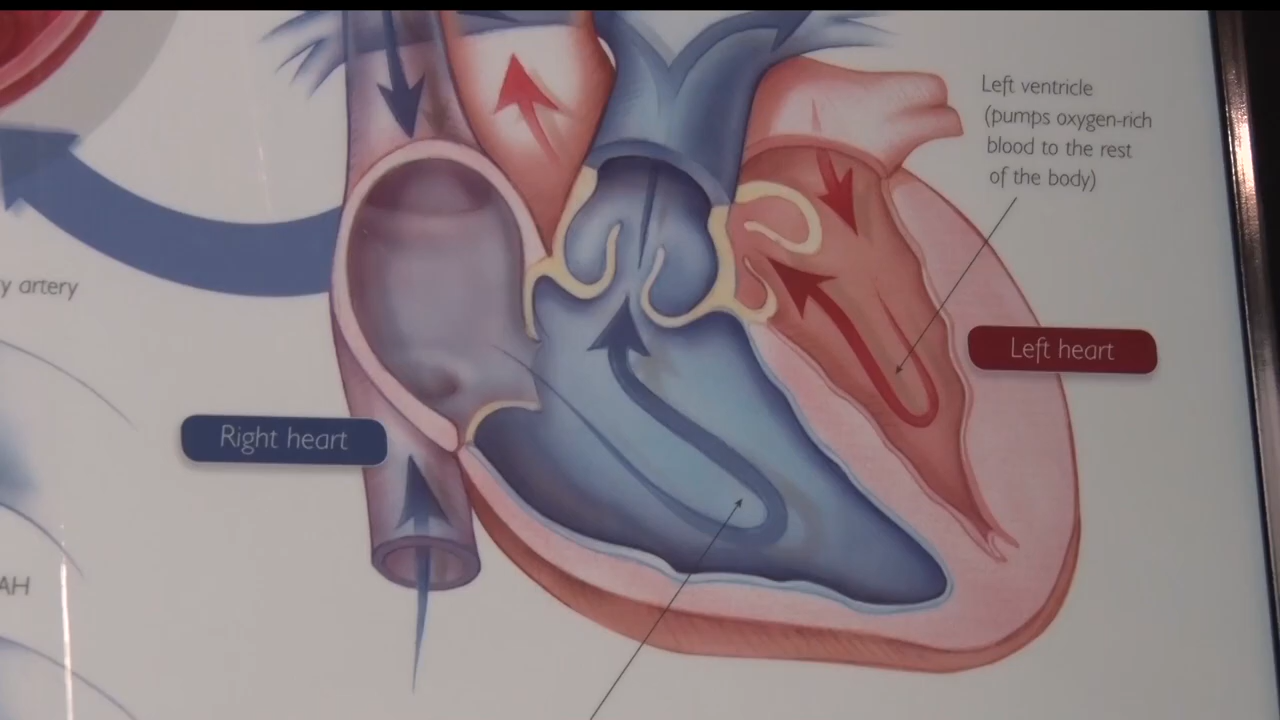 Left ventricle
(pumps oxygen-rich
blood to the rest
of the body)
y artery
Left heart
Right heart
AH